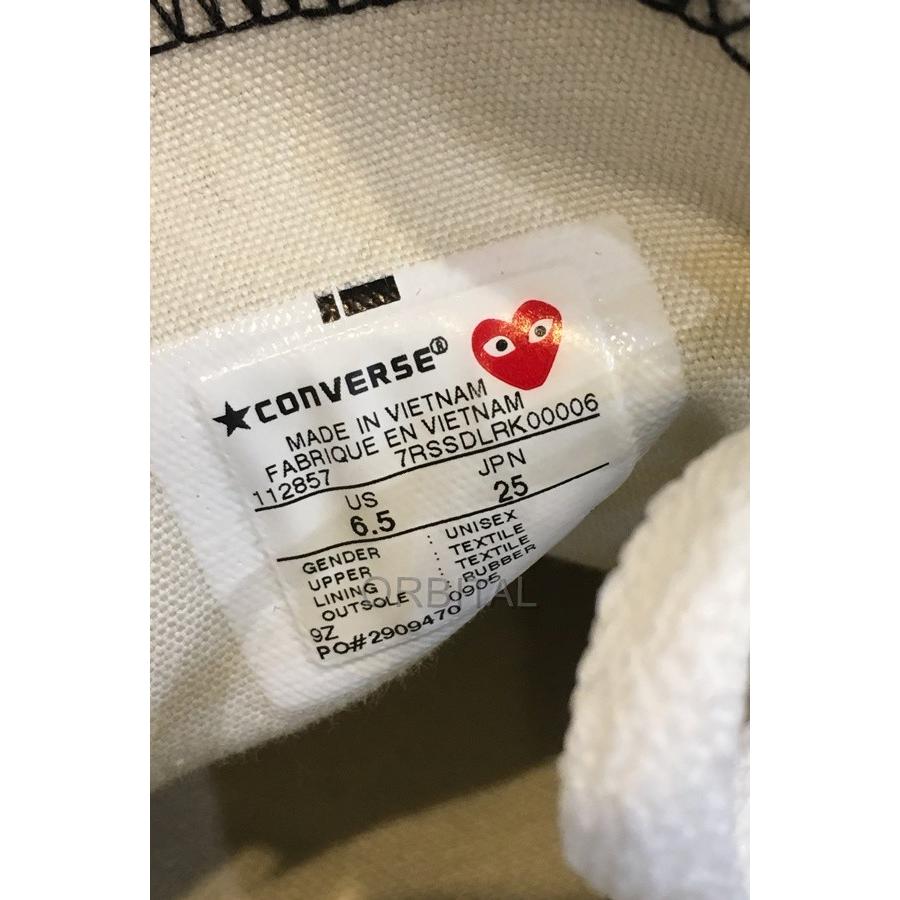 ★CONVERSE®
MADE IN VIETNAM
FABRIQUE EN VIETNAM
112857 7RSSDLRK00006
US JPN
6.5 25
GENDER : UNISEX
UPPER : TEXTILE
LINING : TEXTILE
OUTSOLE : RUBBER
9Z 0905
PO#2909470
ORBITAL